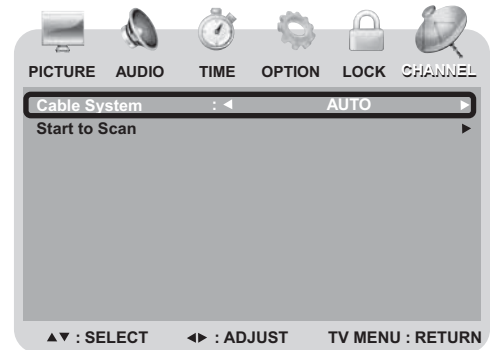 PICTURE AUDIO TIME OPTION LOCK CHANNEL
Cable System : ◄ AUTO ►
Start to Scan ►
▲▼ : SELECT ◄► : ADJUST TV MENU : RETURN